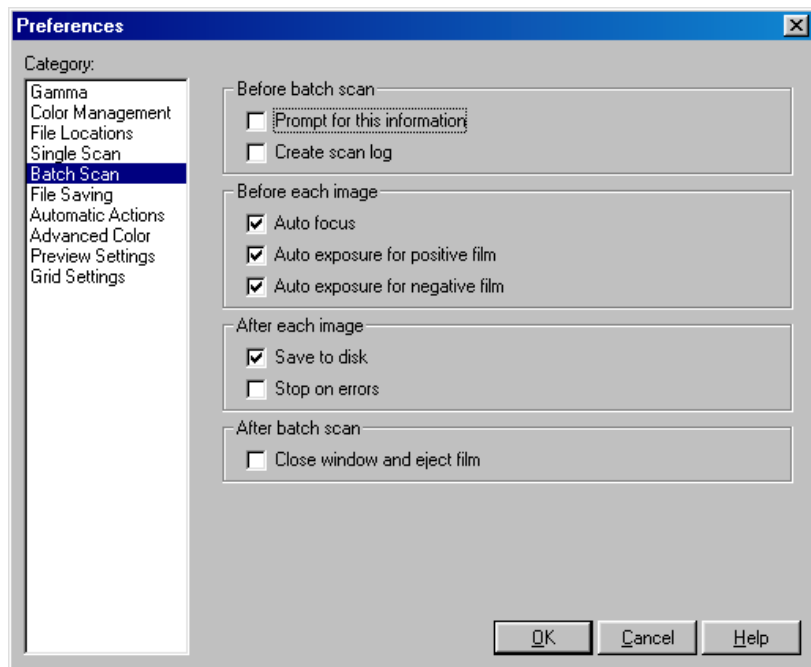 Preferences
Category:
Gamma
Color Management
File Locations
Single Scan
Batch Scan
File Saving
Automatic Actions
Advanced Color
Preview Settings
Grid Settings
Before batch scan
Prompt for this information
Create scan log
Before each image
Auto focus
Auto exposure for positive film
Auto exposure for negative film
After each image
Save to disk
Stop on errors
After batch scan
Close window and eject film
OK
Cancel
Help